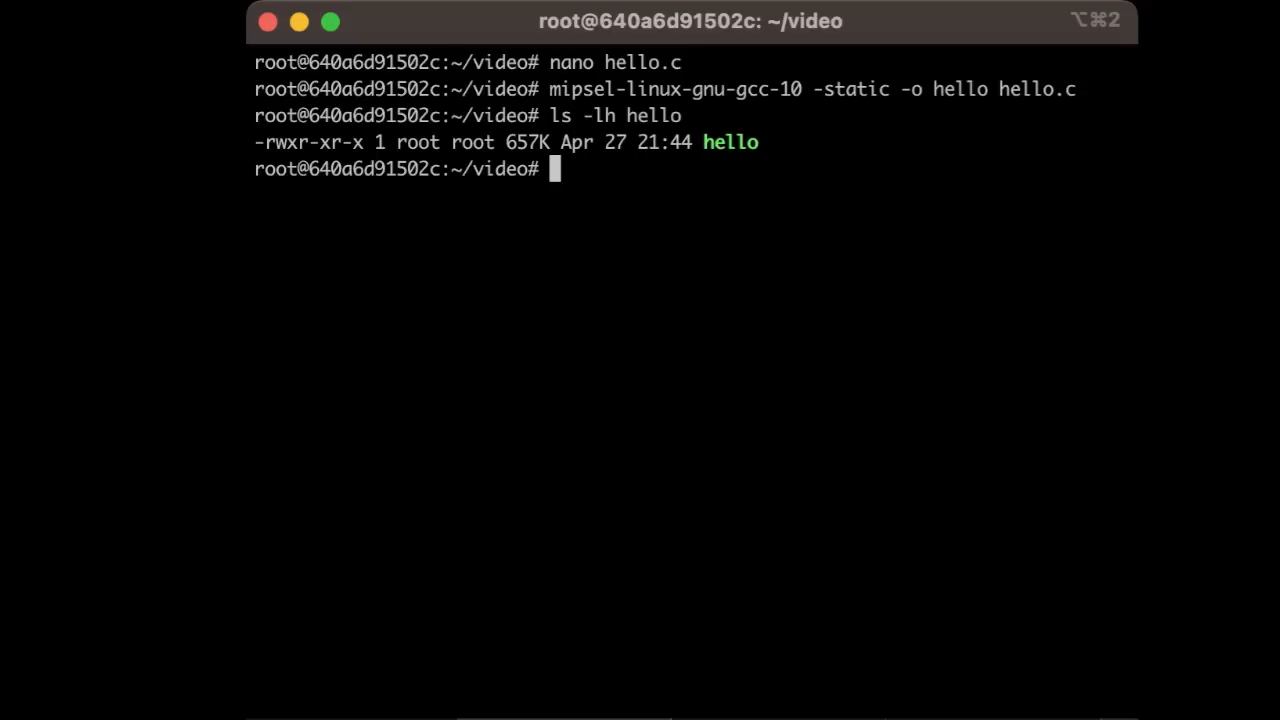 root@640a6d91502c: ~/video
⌥⌘2
root@640a6d91502c:~/video# nano hello.c
root@640a6d91502c:~/video# mipsel-linux-gnu-gcc-10 -static -o hello hello.c
root@640a6d91502c:~/video# ls -lh hello
-rwxr-xr-x 1 root root 657K Apr 27 21:44 hello
root@640a6d91502c:~/video#